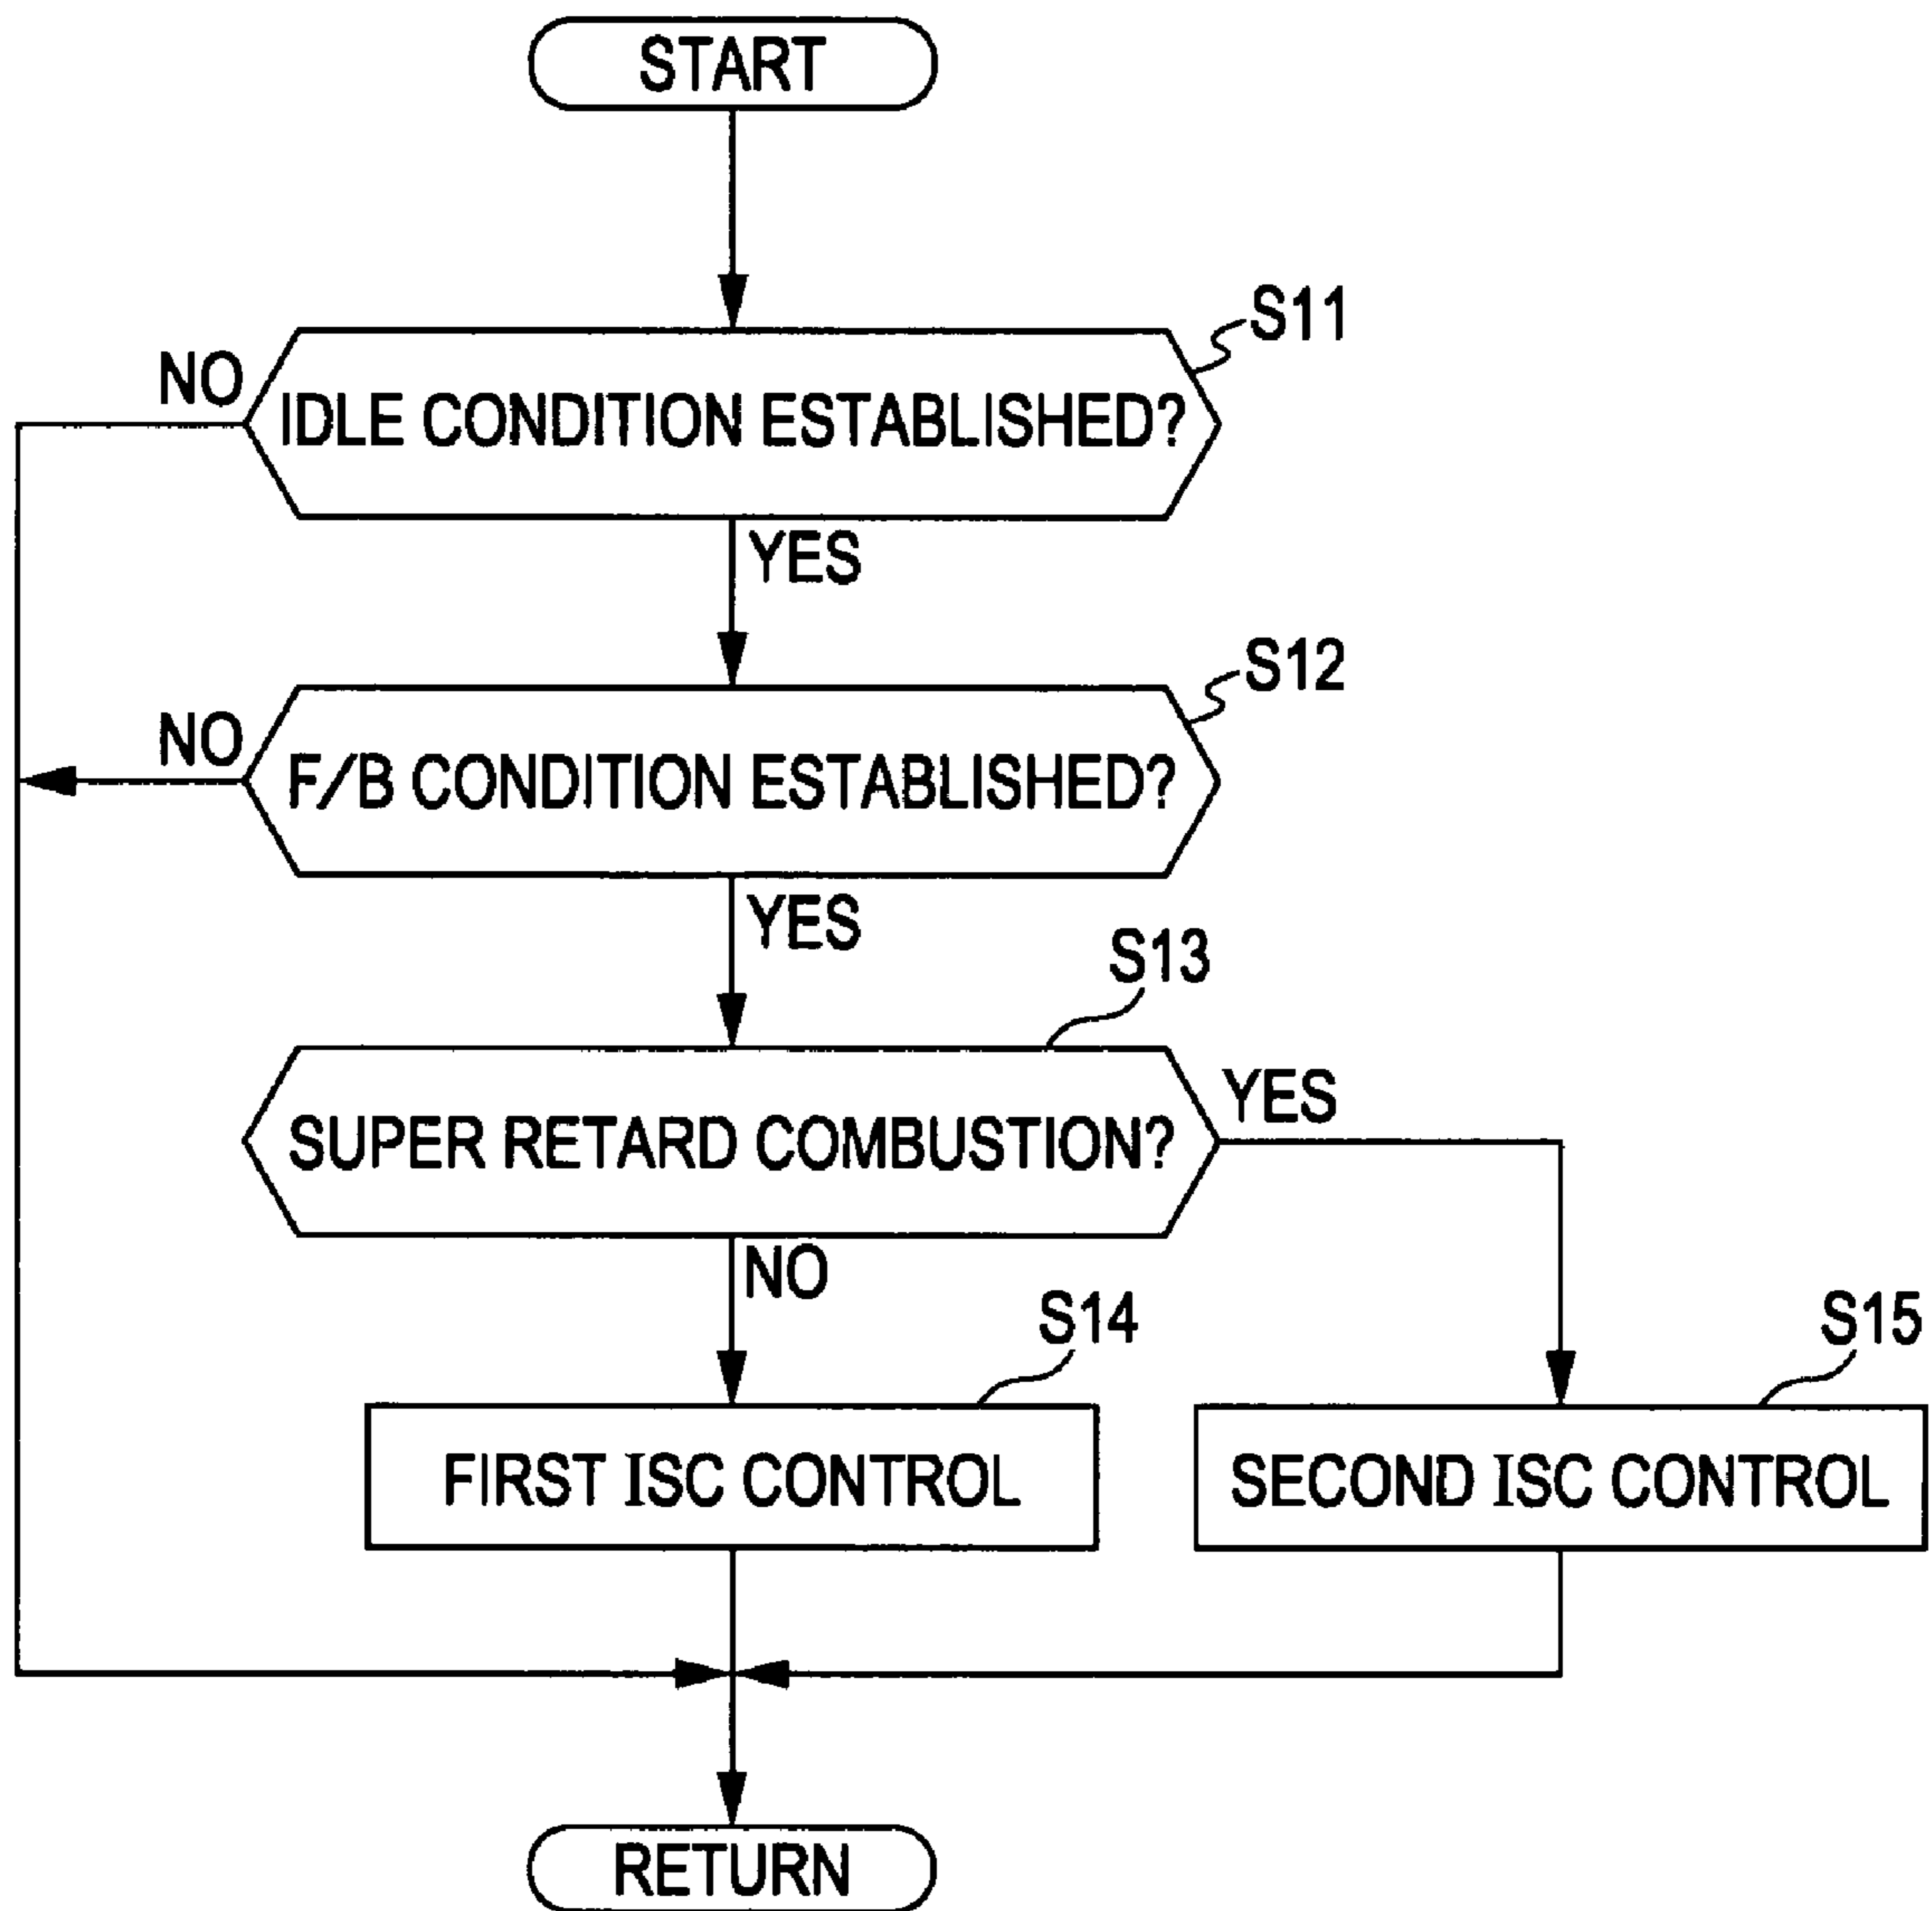 START
S11
NO
IDLE CONDITION ESTABLISHED?
YES
S12
NO
F/B CONDITION ESTABLISHED?
YES
S13
YES
SUPER RETARD COMBUSTION?
NO
S14
S15
FIRST ISC CONTROL
SECOND ISC CONTROL
RETURN